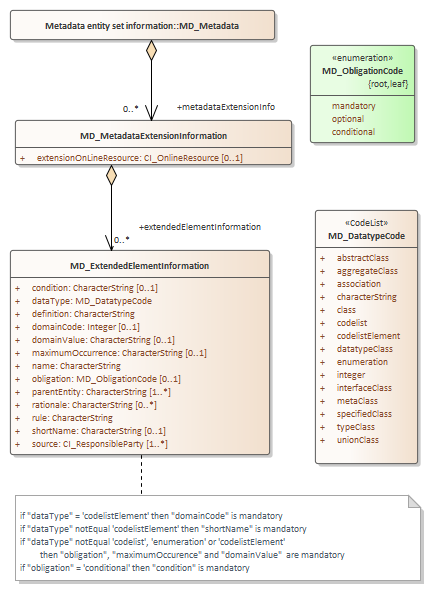 Metadata entity set information::MD_Metadata
0..*
+metadataExtensionInfo
MD_MetadataExtensionInformation
+ extensionOnLineResource: CI_OnlineResource [0..1]
+extendedElementInformation
0..*
MD_ExtendedElementInformation
+ condition: CharacterString [0..1]
+ dataType: MD_DatatypeCode
+ definition: CharacterString
+ domainCode: Integer [0..1]
+ domainValue: CharacterString [0..1]
+ maximumOccurrence: CharacterString [0..1]
+ name: CharacterString
+ obligation: MD_ObligationCode [0..1]
+ parentEntity: CharacterString [1..*]
+ rationale: CharacterString [0..*]
+ rule: CharacterString
+ shortName: CharacterString [0..1]
+ source: CI_ResponsibleParty [1..*]
«enumeration»
MD_ObligationCode
{root,leaf}
mandatory
optional
conditional
«CodeList»
MD_DatatypeCode
+ abstractClass
+ aggregateClass
+ association
+ characterString
+ class
+ codelist
+ codelistElement
+ datatypeClass
+ enumeration
+ integer
+ interfaceClass
+ metaClass
+ specifiedClass
+ typeClass
+ unionClass
if "dataType" = 'codelistElement' then "domainCode" is mandatory
if "dataType" notEqual 'codelistElement' then "shortName" is mandatory
if "dataType" notEqual 'codelist', 'enumeration' or 'codelistElement'
then "obligation", "maximumOccurence" and "domainValue" are mandatory
if "obligation" = 'conditional' then "condition" is mandatory